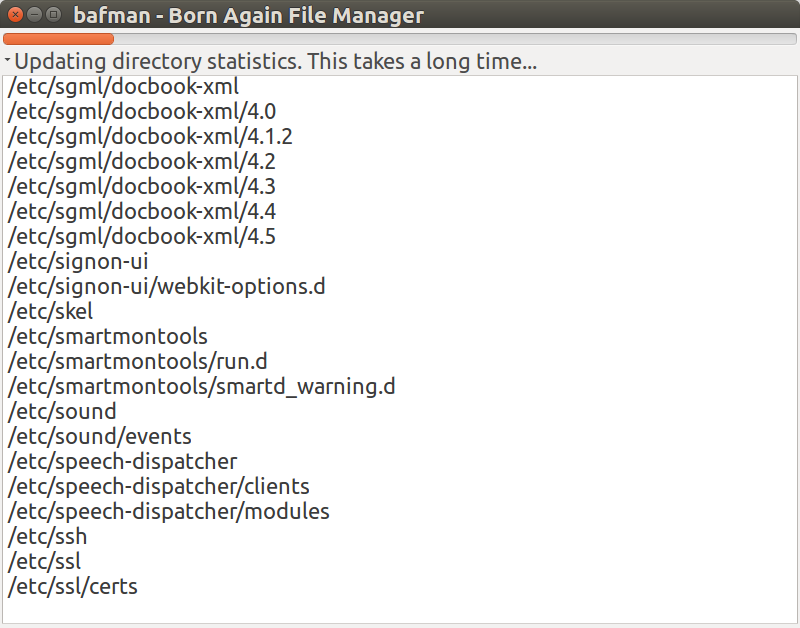 bafman - Born Again File Manager
Updating directory statistics. This takes a long time...
/etc/sgml/docbook-xml
/etc/sgml/docbook-xml/4.0
/etc/sgml/docbook-xml/4.1.2
/etc/sgml/docbook-xml/4.2
/etc/sgml/docbook-xml/4.3
/etc/sgml/docbook-xml/4.4
/etc/sgml/docbook-xml/4.5
/etc/signon-ui
/etc/signon-ui/webkit-options.d
/etc/skel
/etc/smartmontools
/etc/smartmontools/run.d
/etc/smartmontools/smartd_warning.d
/etc/sound
/etc/sound/events
/etc/speech-dispatcher
/etc/speech-dispatcher/clients
/etc/speech-dispatcher/modules
/etc/ssh
/etc/ssl
/etc/ssl/certs